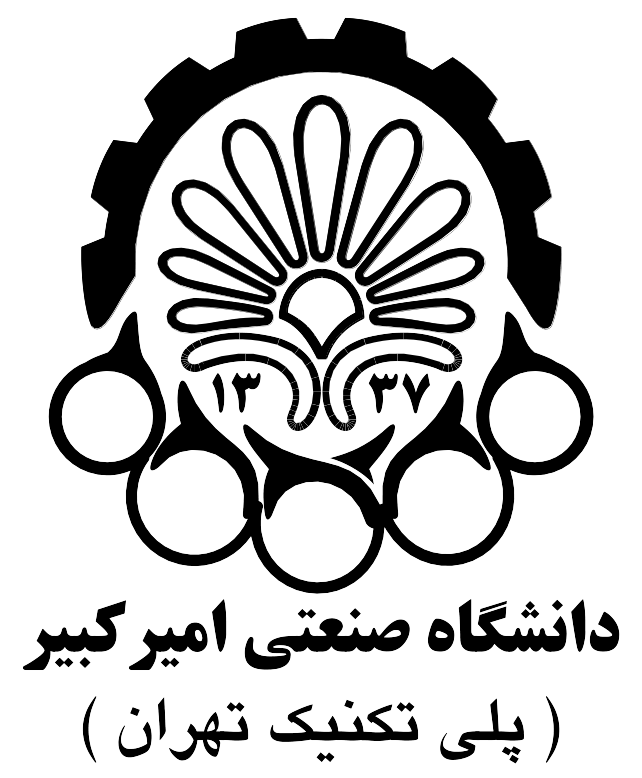 ۱۳ ۳۷
دانشگاه صنعتی امیرکبیر
( پلی تکنیک تهران )